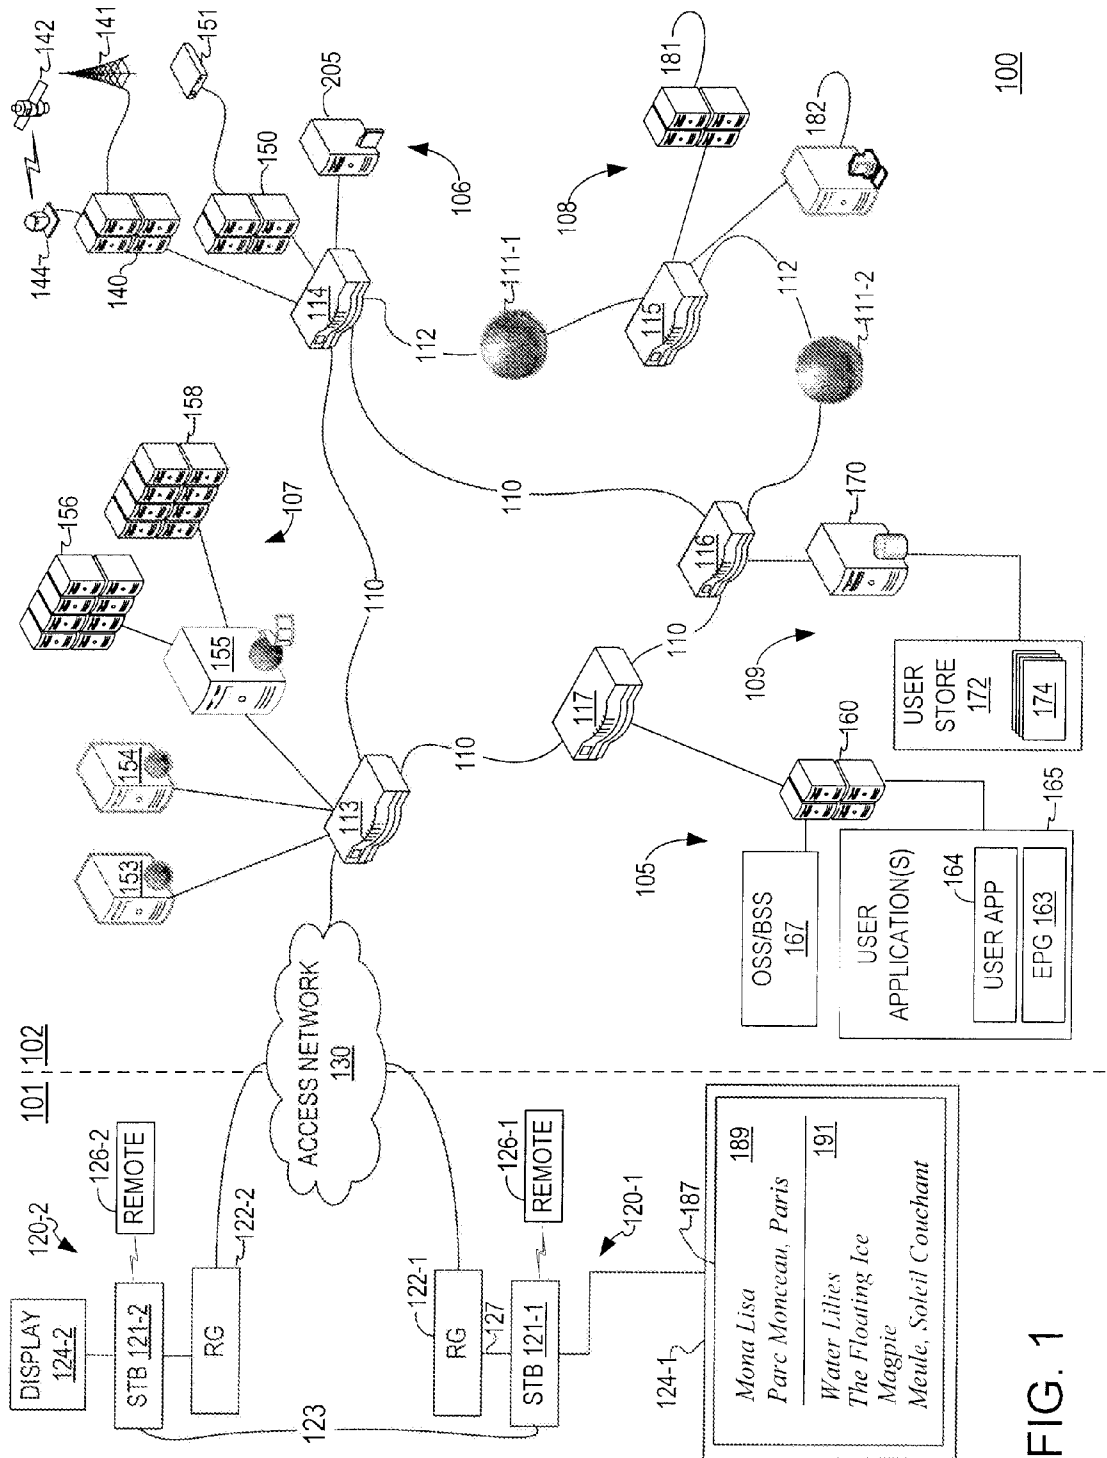 101
102
120-2
DISPLAY
124-2
STB 121-2
126-2
REMOTE
RG
122-2
123
122-1
RG
127
STB 121-1
126-1
REMOTE
120-1
124-1
187
Mona Lisa
189
Parc Monceau, Paris
Water Lilies
191
The Floating Ice
Magpie
Meule, Soleil Couchant
ACCESS NETWORK
130
153
154
155
156
158
107
113
110
110
110
110
114
144
142
141
140
151
150
205
106
112
111-1
115
108
181
182
112
111-2
116
117
170
109
USER
STORE
172
174
105
160
OSS/BSS
167
165
USER
APPLICATION(S)
164
USER APP
EPG 163
100
FIG. 1